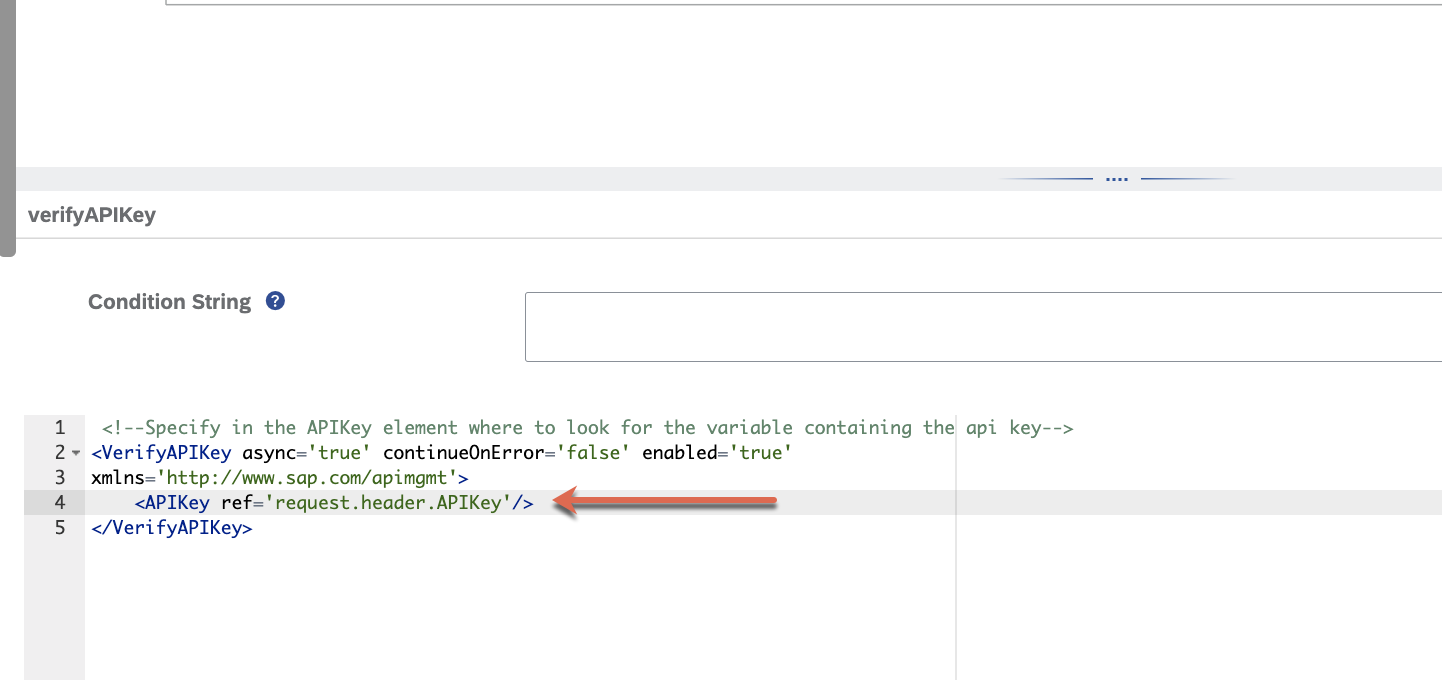 verifyAPIKey
Condition String ?
1 <!--Specify in the APIKey element where to look for the variable containing the api key-->
2 <VerifyAPIKey async='true' continueOnError='false' enabled='true'
3 xmlns='http://www.sap.com/apimgmt'>
4 <APIKey ref='request.header.APIKey'/>
5 </VerifyAPIKey>